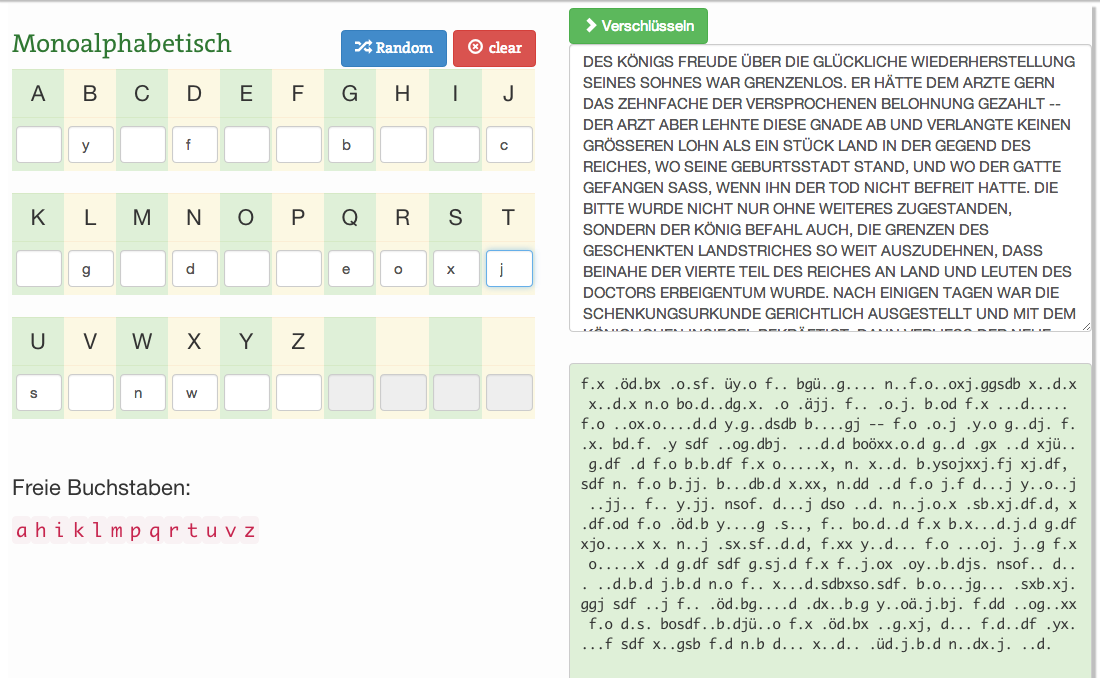 Monoalphabetisch
Random
clear
A B C D E F G H I J
y f b c
K L M N O P Q R S T
g d e o x j
U V W X Y Z
s n w
Freie Buchstaben:
a h i k l m p q r t u v z
Verschlüsseln
DES KÖNIGS FREUDE ÜBER DIE GLÜCKLICHE WIEDERHERSTELLUNG
SEINES SOHNES WAR GRENZENLOS. ER HÄTTE DEM ARZTE GERN
DAS ZEHNFACHE DER VERSPROCHENEN BELOHNUNG GEZAHLT --
DER ARZT ABER LEHNTE DIESE GNADE AB UND VERLANGTE KEINEN
GRÖSSEREN LOHN ALS EIN STÜCK LAND IN DER GEGEND DES
REICHES, WO SEINE GEBURTSSTADT STAND, UND WO DER GATTE
GEFANGEN SASS, WENN IHN DER TOD NICHT BEFREIT HATTE. DIE
BITTE WURDE NICHT NUR OHNE WEITERES ZUGESTANDEN,
SONDERN DER KÖNIG BEFAHL AUCH, DIE GRENZEN DES
GESCHENKTEN LANDSTRICHES SO WEIT AUSZUDEHNEN, DASS
BEINAHE DER VIERTE TEIL DES REICHES AN LAND UND LEUTEN DES
DOCTORS ERBEIGENTUM WURDE. NACH EINIGEN TAGEN WAR DIE
SCHENKUNGSURKUNDE GERICHTLICH AUSGESTELLT UND MIT DEM
KÖNIGLICHEN INSIEGEL BEKRÄFTIGT. DANN VERLIESS DER NEUE
f.x .öd.bx .o.sf. üy.o f.. bgü..g.... n..f.o..oxj.ggsdb x..d.x
x..d.x n.o bo.d..dg.x. .o .äjj. f.. .o.j. b.od f.x ...d.....
f.o ..ox.o....d.d y.g..dsdb b....gj -- f.o .o.j .y.o g..dj. f.
.x. bd.f. .y sdf ..og.dbj. ...d.d boöxx.o.d g..d .gx ..d xjü..
g.df .d f.o b.b.df f.x o.....x, n. x..d. b.ysojxxj.fj xj.df,
sdf n. f.o b.jj. b...db.d x.xx, n.dd ..d f.o j.f d...j y..o..j
..jj.. f.. y.jj. nsof. d...j dso ..d. n..j.o.x .sb.xj.df.d, x
.df.od f.o .öd.b y....g .s.., f.. bo.d..d f.x b.x...d.j.d g.df
xjo....x x. n..j .sx.sf..d.d, f.xx y..d... f.o ...oj. j..g f.x
o.....x .d g.df sdf g.sj.d f.x f..j.ox .oy..b.djs. nsof.. d..
. ..d.b.d j.b.d n.o f.. x...d.sdbxso.sdf. b.o...jg... .sxb.xj.
ggj sdf ..j f.. .öd.bg....d .dx..b.g y..oä.j.bj. f.dd ..og..xx
f.o d.s. bosdf..b.djü..o f.x .öd.bx ..g.xj, d... f.d..df .yx.
...f sdf x..gsb f.d n.b d... x..d.. .üd.j.b.d n..dx.j. ..d.